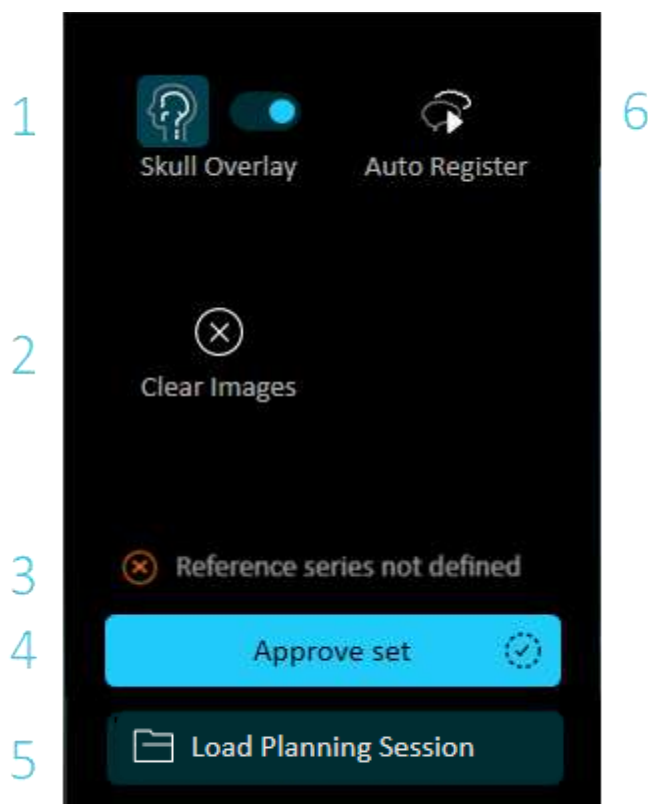 1
Skull Overlay
Auto Register
6
2
Clear Images
3
Reference series not defined
4
Approve set
5
Load Planning Session